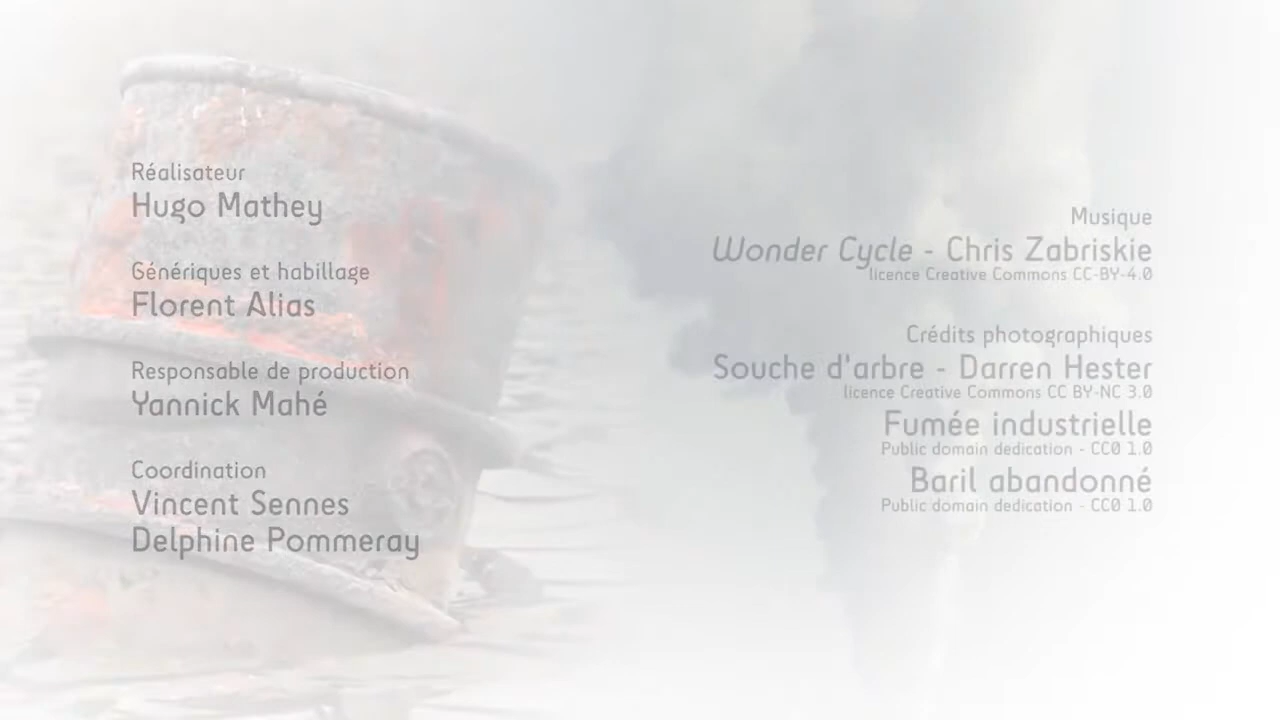 Réalisateur
Hugo Mathey
Génériques et habillage
Florent Alias
Responsable de production
Yannick Mahé
Coordination
Vincent Sennes
Delphine Pommeray
Musique
Wonder Cycle - Chris Zabriskie
licence Creative Commons CC-BY-4.0
Crédits photographiques
Souche d'arbre - Darren Hester
licence Creative Commons CC BY-NC 3.0
Fumée industrielle
Public domain dedication - CC0 1.0
Baril abandonné
Public domain dedication - CC0 1.0